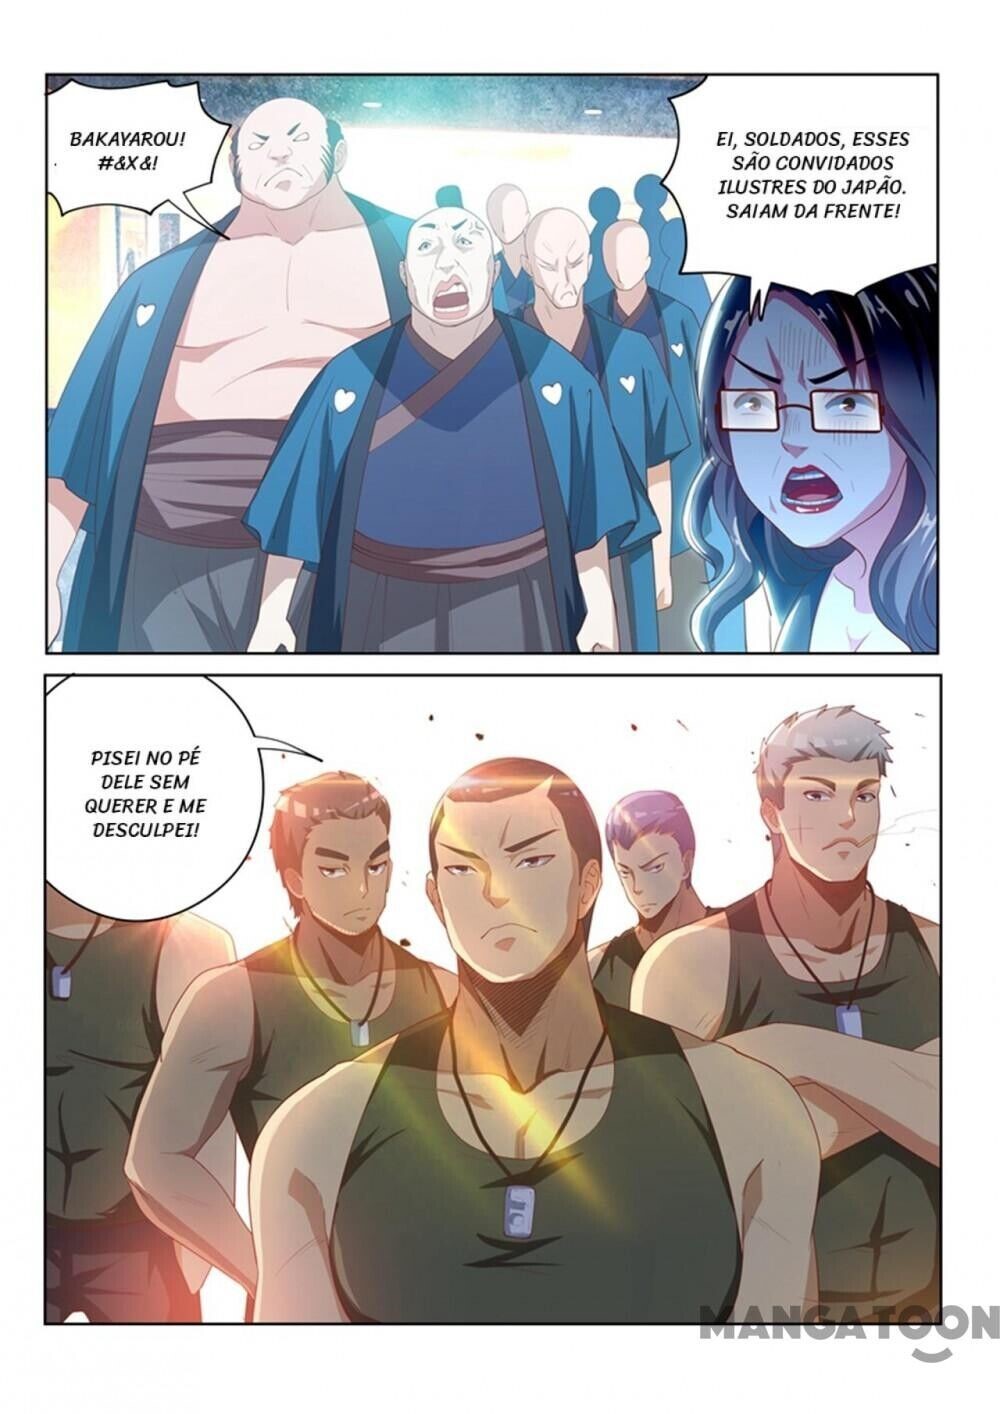 BAKAYAROU!
#&X&!
EI, SOLDADOS, ESSES
SÃO CONVIDADOS
ILUSTRES DO JAPÃO.
SAIAM DA FRENTE!
PISEI NO PÉ
DELE SEM
QUERER E ME
DESCULPEI!
MANGATOON